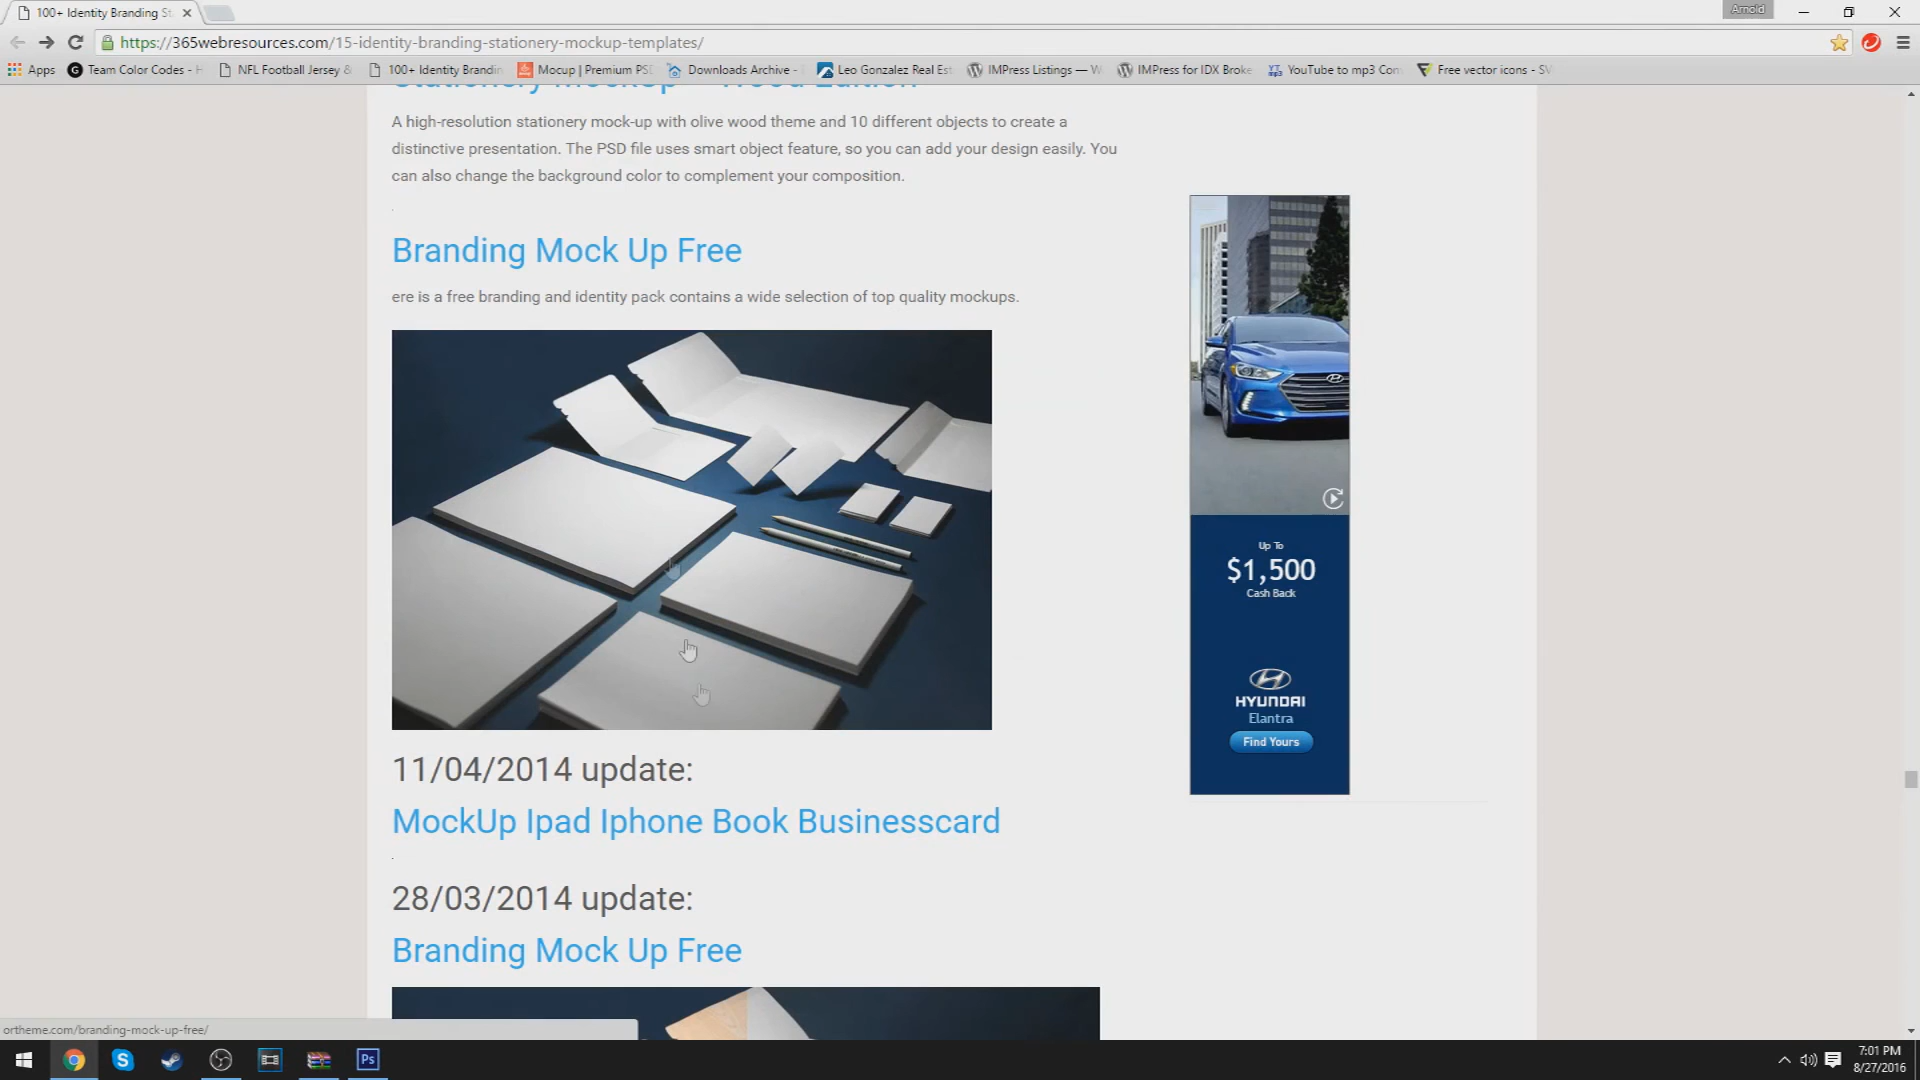 100+ Identity Branding St
Arnold
https://365webresources.com/15-identity-branding-stationery-mockup-templates/
Apps
Team Color Codes - H
NFL Football Jersey &
100+ Identity Brandin
Mocup | Premium PSD
Downloads Archive -
Leo Gonzalez Real Est
IMPress Listings — W
IMPress for IDX Broke
YouTube to mp3 Con
Free vector icons - SV
Stationery MockUp – Wood Edition
A high-resolution stationery mock-up with olive wood theme and 10 different objects to create a
distinctive presentation. The PSD file uses smart object feature, so you can add your design easily. You
can also change the background color to complement your composition.
.
Branding Mock Up Free
ere is a free branding and identity pack contains a wide selection of top quality mockups.
Up To
$1,500
Cash Back
HYUNDAI
Elantra
Find Yours
11/04/2014 update:
MockUp Ipad Iphone Book Businesscard
.
28/03/2014 update:
Branding Mock Up Free
ortheme.com/branding-mock-up-free/
Ps
7:01 PM
8/27/2016